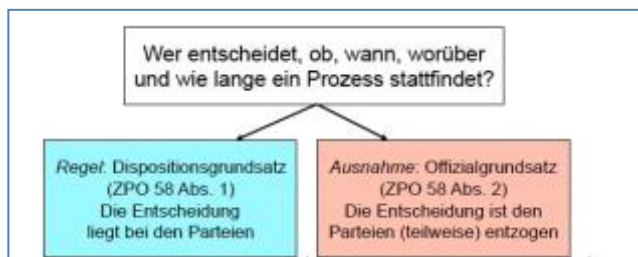 Wer entscheidet, ob, wann, worüber
und wie lange ein Prozess stattfindet?
Regel: Dispositionsgrundsatz
(ZPO 58 Abs. 1)
Die Entscheidung
liegt bei den Parteien
Ausnahme: Offizialgrundsatz
(ZPO 58 Abs. 2)
Die Entscheidung ist den
Parteien (teilweise) entzogen